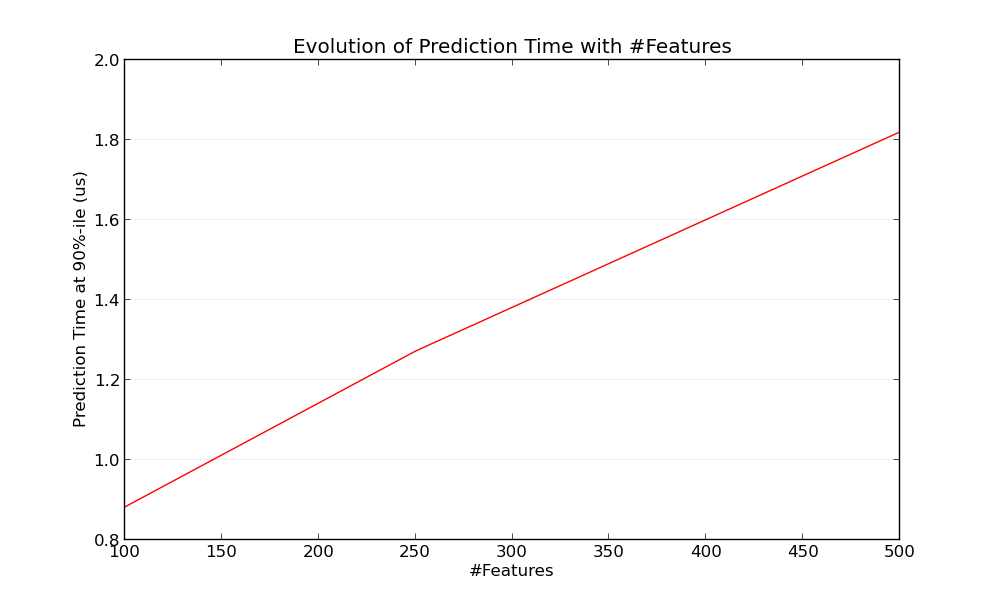 Evolution of Prediction Time with #Features
Prediction Time at 90%-ile (us)
2.0
1.8
1.6
1.4
1.2
1.0
0.8
100 150 200 250 300 350 400 450 500
#Features